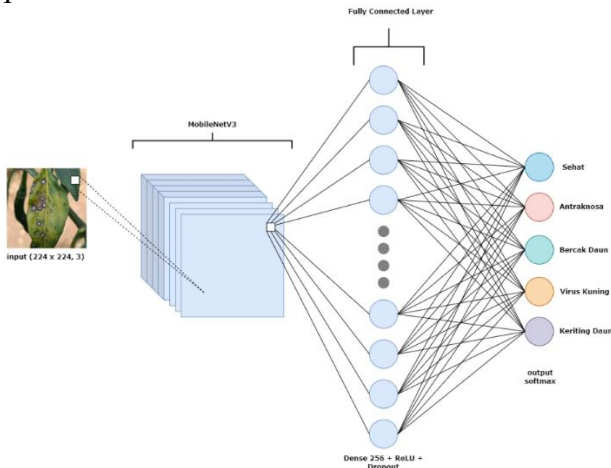 Fully Connected Layer
MobileNetV3
input (224 x 224, 3)
Sehat
Antraknosa
Bercak Daun
Virus Kuning
Keriting Daun
output
softmax
Dense 256 + ReLU +
Dropout